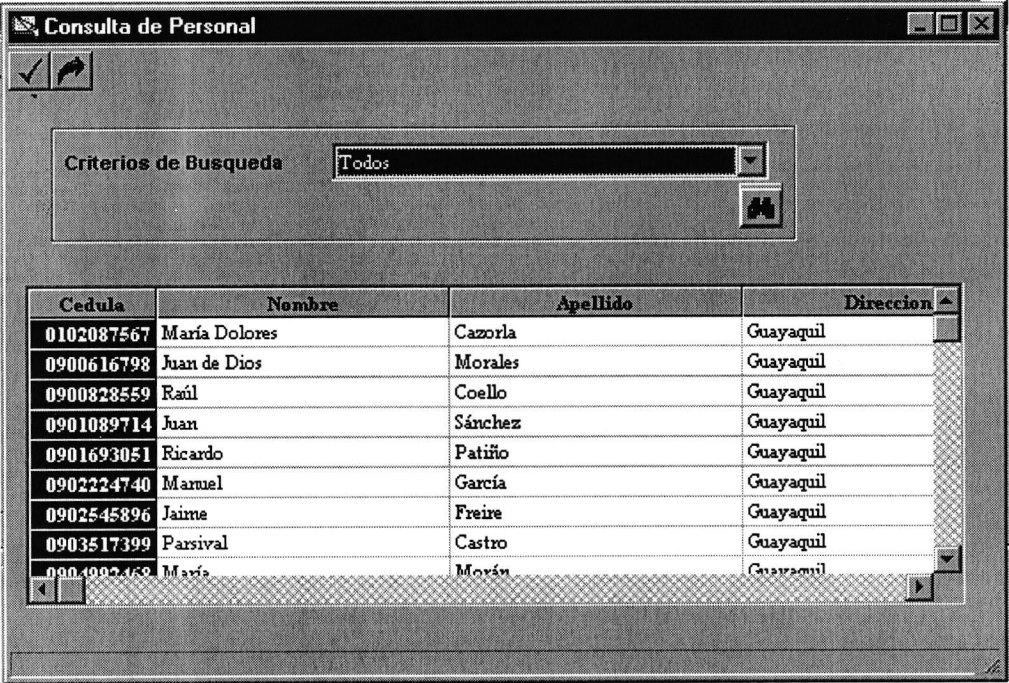 Consulta de Personal
Criterios de Busqueda Todos
Cedula Nombre Apellido Direccion
0102087567 María Dolores Cazorla Guayaquil
0900616798 Juan de Dios Morales Guayaquil
0900828559 Raúl Coello Guayaquil
0901089714 Juan Sánchez Guayaquil
0901693051 Ricardo Patiño Guayaquil
0902224740 Manuel García Guayaquil
0902545896 Jaime Freire Guayaquil
0903517399 Parsival Castro Guayaquil
María Morán Guayaquil